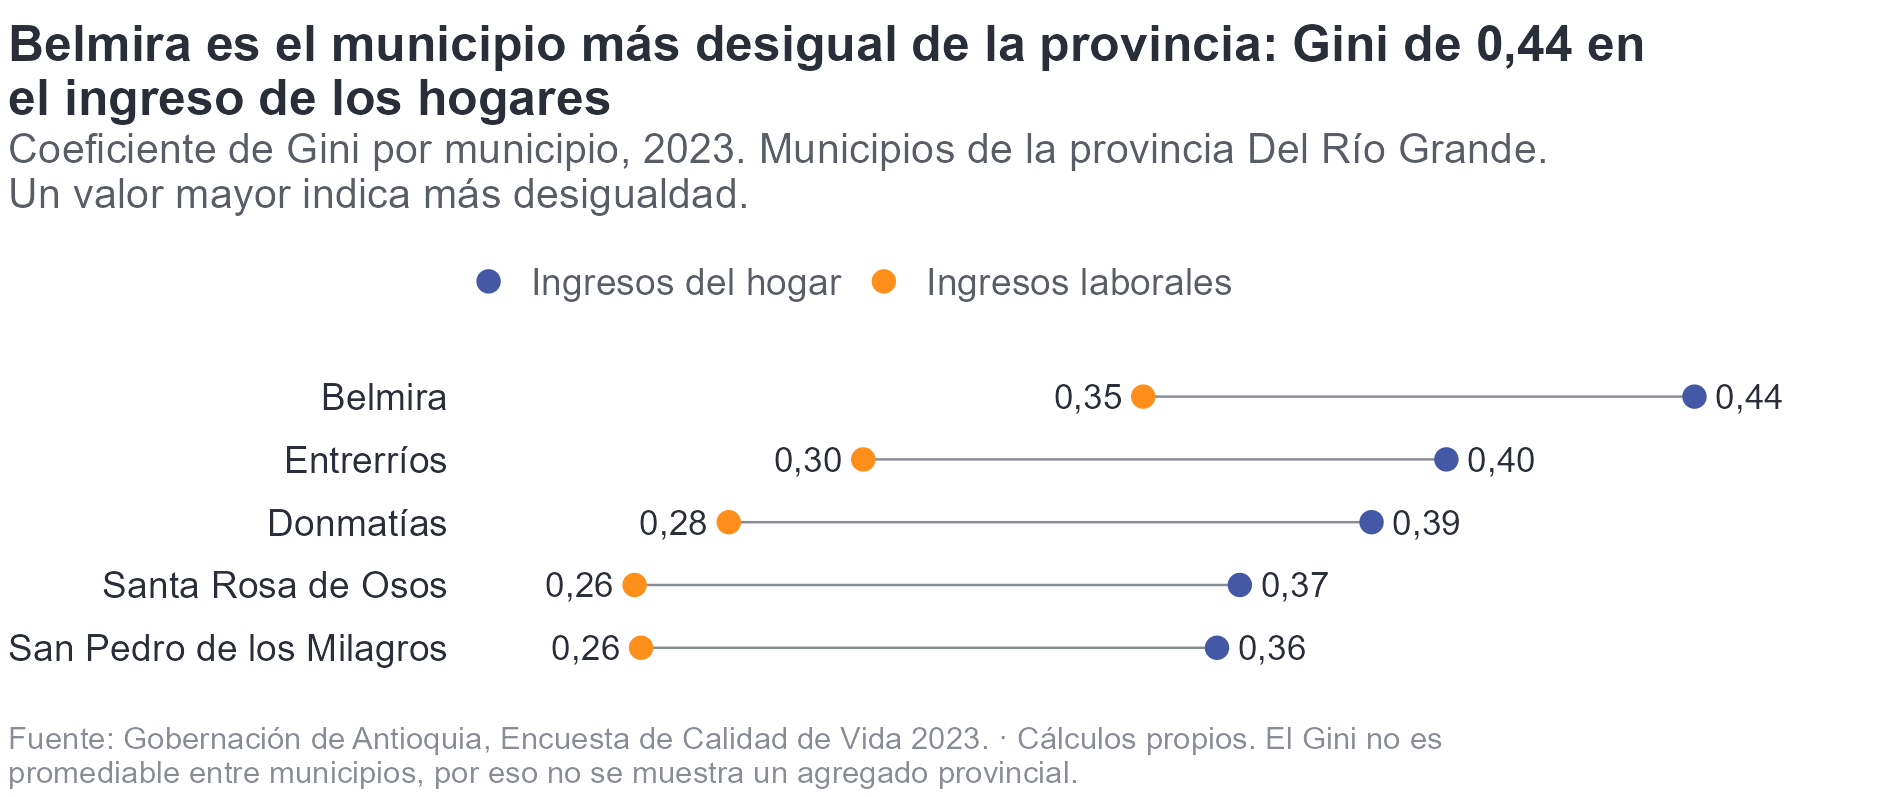 Belmira es el municipio más desigual de la provincia: Gini de 0,44 en
el ingreso de los hogares
Coeficiente de Gini por municipio, 2023. Municipios de la provincia Del Río Grande.
Un valor mayor indica más desigualdad.
Ingresos del hogar Ingresos laborales
Belmira 0,35 0,44
Entrerríos 0,30 0,40
Donmatías 0,28 0,39
Santa Rosa de Osos 0,26 0,37
San Pedro de los Milagros 0,26 0,36
Fuente: Gobernación de Antioquia, Encuesta de Calidad de Vida 2023. · Cálculos propios. El Gini no es
promediable entre municipios, por eso no se muestra un agregado provincial.